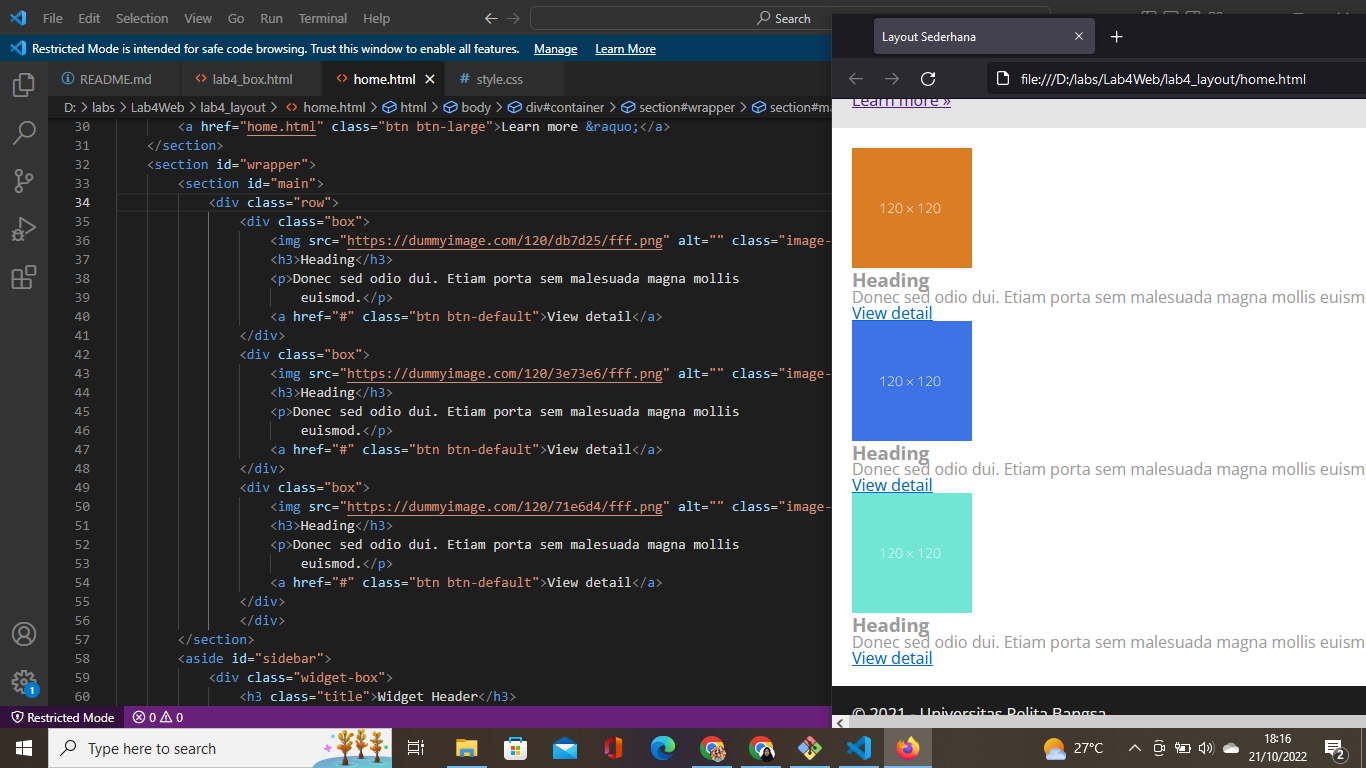 File Edit Selection View Go Run Terminal Help
Search
Restricted Mode is intended for safe code browsing. Trust this window to enable all features. Manage Learn More
README.md lab4_box.html home.html style.css
D: > labs > Lab4Web > lab4_layout > home.html > html > body > div#container > section#wrapper > section#ma
30 <a href="home.html" class="btn btn-large">Learn more &raquo;</a>
31 </section>
32 <section id="wrapper">
33 <section id="main">
34 <div class="row">
35 <div class="box">
36 <img src="https://dummyimage.com/120/db7d25/fff.png" alt="" class="image-
37 <h3>Heading</h3>
38 <p>Donec sed odio dui. Etiam porta sem malesuada magna mollis
39 euismod.</p>
40 <a href="#" class="btn btn-default">View detail</a>
41 </div>
42 <div class="box">
43 <img src="https://dummyimage.com/120/3e73e6/fff.png" alt="" class="image-
44 <h3>Heading</h3>
45 <p>Donec sed odio dui. Etiam porta sem malesuada magna mollis
46 euismod.</p>
47 <a href="#" class="btn btn-default">View detail</a>
48 </div>
49 <div class="box">
50 <img src="https://dummyimage.com/120/71e6d4/fff.png" alt="" class="image-
51 <h3>Heading</h3>
52 <p>Donec sed odio dui. Etiam porta sem malesuada magna mollis
53 euismod.</p>
54 <a href="#" class="btn btn-default">View detail</a>
55 </div>
56 </div>
57 </section>
58 <aside id="sidebar">
59 <div class="widget-box">
60 <h3 class="title">Widget Header</h3>
1
Restricted Mode 0 0
Layout Sederhana
file:///D:/labs/Lab4Web/lab4_layout/home.html
Learn more »
120 × 120
Heading
Donec sed odio dui. Etiam porta sem malesuada magna mollis euism
View detail
120 × 120
Heading
Donec sed odio dui. Etiam porta sem malesuada magna mollis euism
View detail
120 × 120
Heading
Donec sed odio dui. Etiam porta sem malesuada magna mollis euism
View detail
© 2021 - Universitas Pelita Bangsa
Type here to search
27°C
18:16
21/10/2022
2